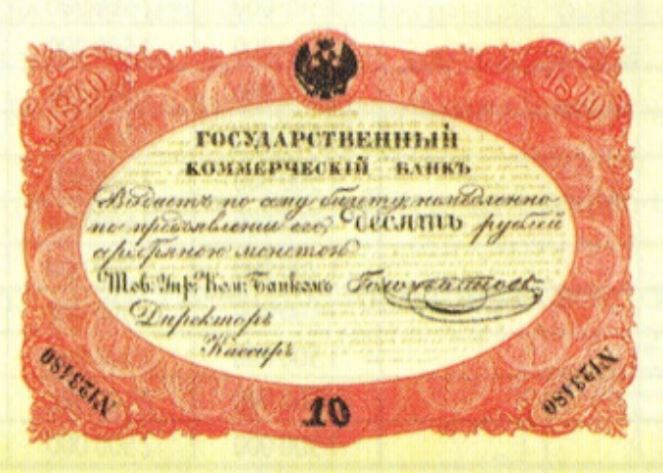 1840 1840
ГОСУДАРСТВЕННЫЙ
КОММЕРЧЕСКІЙ БАНКЪ
Выдаетъ по сему билету немедленно
по предъявленіи его, ДЕСЯТЬ рублей
серебряною монетою
Тов: Упр: Ком: Банкомъ
Директоръ
Кассиръ
№123180 №123180
10